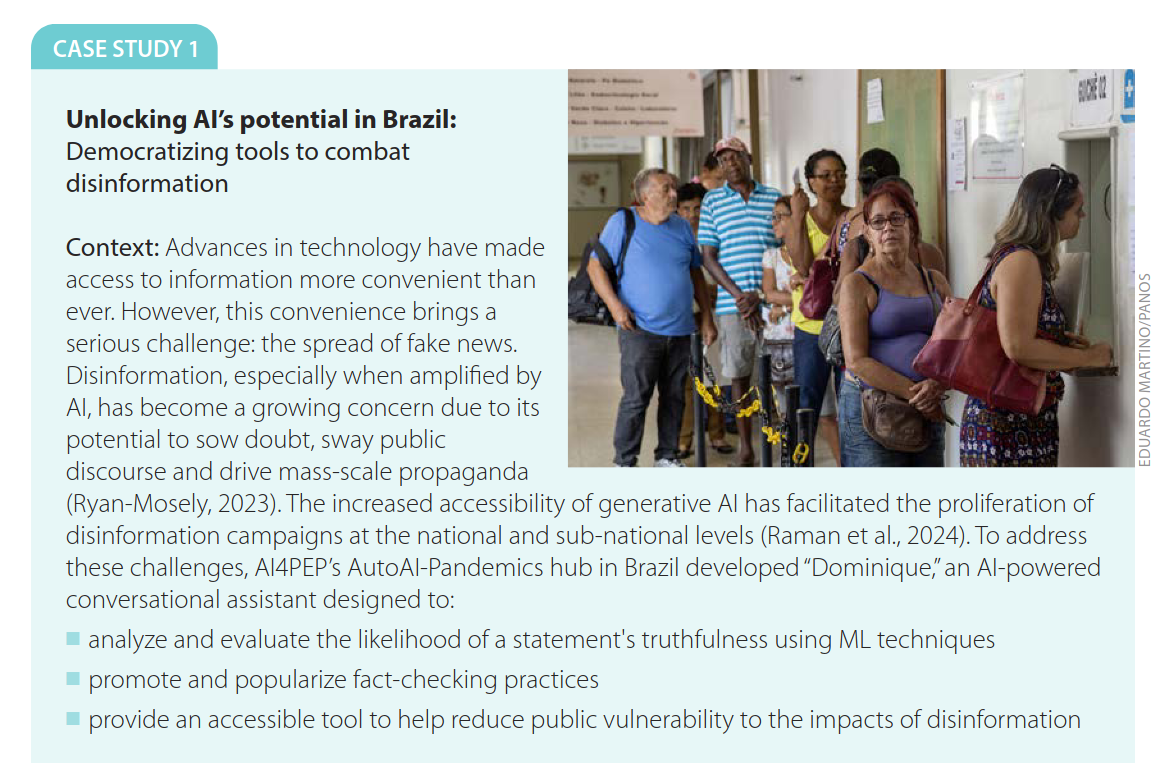 CASE STUDY 1
Unlocking AI’s potential in Brazil:
Democratizing tools to combat
disinformation
Context: Advances in technology have made
access to information more convenient than
ever. However, this convenience brings a
serious challenge: the spread of fake news.
Disinformation, especially when amplified by
AI, has become a growing concern due to its
potential to sow doubt, sway public
discourse and drive mass-scale propaganda
(Ryan-Mosely, 2023). The increased accessibility of generative AI has facilitated the proliferation of
disinformation campaigns at the national and sub-national levels (Raman et al., 2024). To address
these challenges, AI4PEP’s AutoAI-Pandemics hub in Brazil developed “Dominique,” an AI-powered
conversational assistant designed to:
analyze and evaluate the likelihood of a statement's truthfulness using ML techniques
promote and popularize fact-checking practices
provide an accessible tool to help reduce public vulnerability to the impacts of disinformation
GUICHÊ 02
EDUARDO MARTINO/PANOS